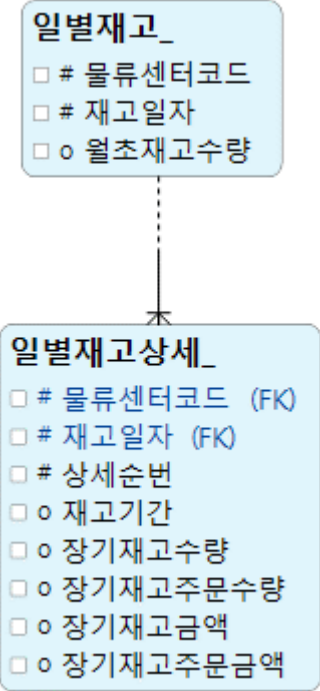 일별재고_
# 물류센터코드
# 재고일자
o 월초재고수량
일별재고상세_
# 물류센터코드 (FK)
# 재고일자 (FK)
# 상세순번
o 재고기간
o 장기재고수량
o 장기재고주문수량
o 장기재고금액
o 장기재고주문금액